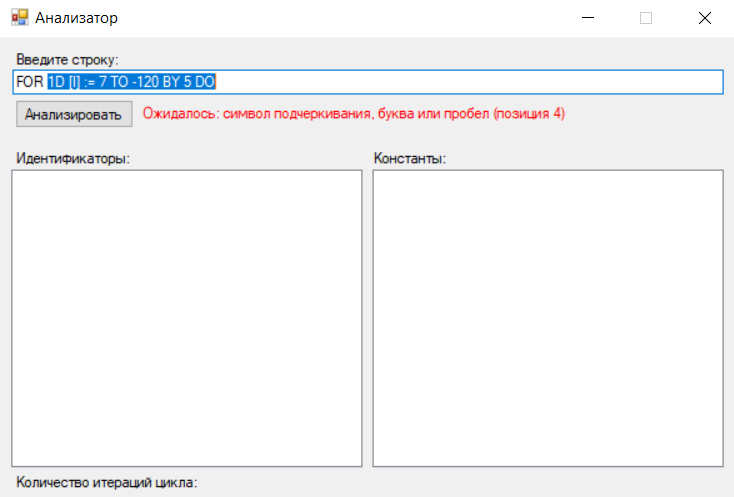 Анализатор
Введите строку:
FOR 1D [I] := 7 TO -120 BY 5 DO
Анализировать Ожидалось: символ подчеркивания, буква или пробел (позиция 4)
Идентификаторы: Константы:
Количество итераций цикла: